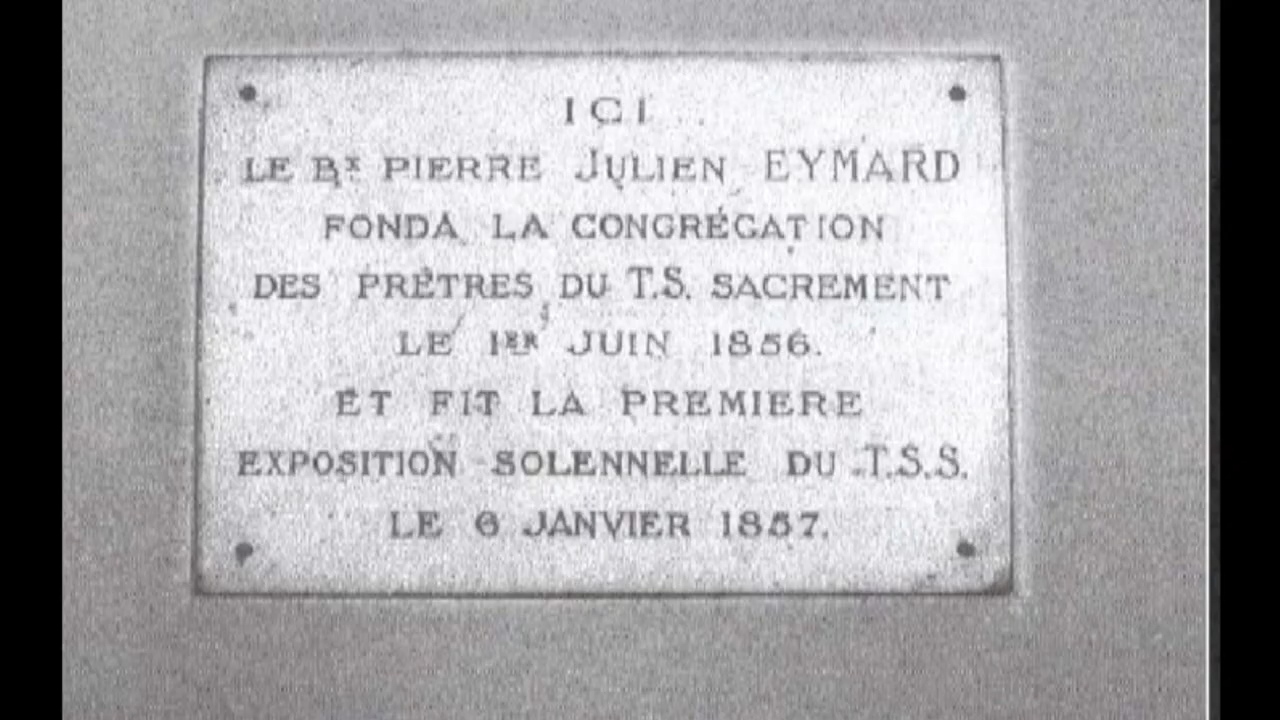 ICI
LE Bx PIERRE JULIEN EYMARD
FONDA LA CONGRÉGATION
DES PRÊTRES DU T.S. SACREMENT
LE 1ER JUIN 1856.
ET FIT LA PREMIERE
EXPOSITION SOLENNELLE DU T.S.S.
LE 6 JANVIER 1857.